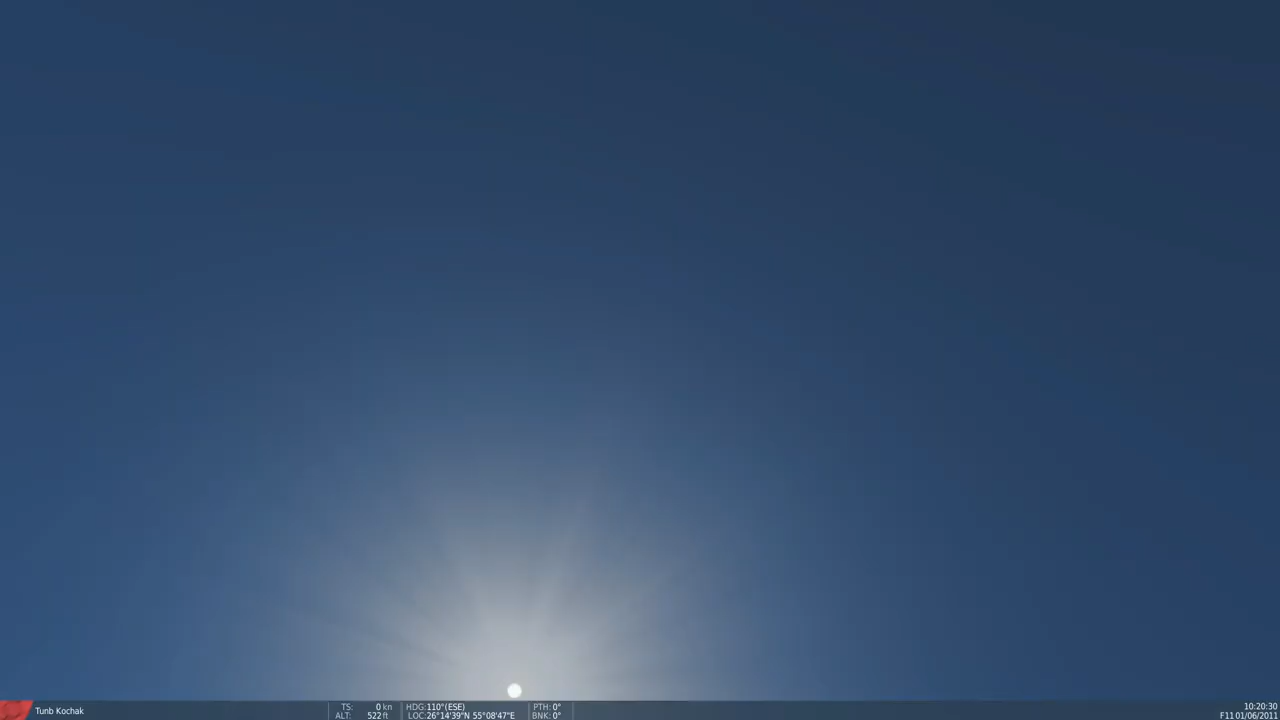 Tunb Kochak
TS: 0 kn
ALT: 522 ft
HDG:110°(ESE)
LOC:26°14'39"N 55°08'47"E
PTH: 0°
BNK: 0°
10:20:30
F11 01/06/2011